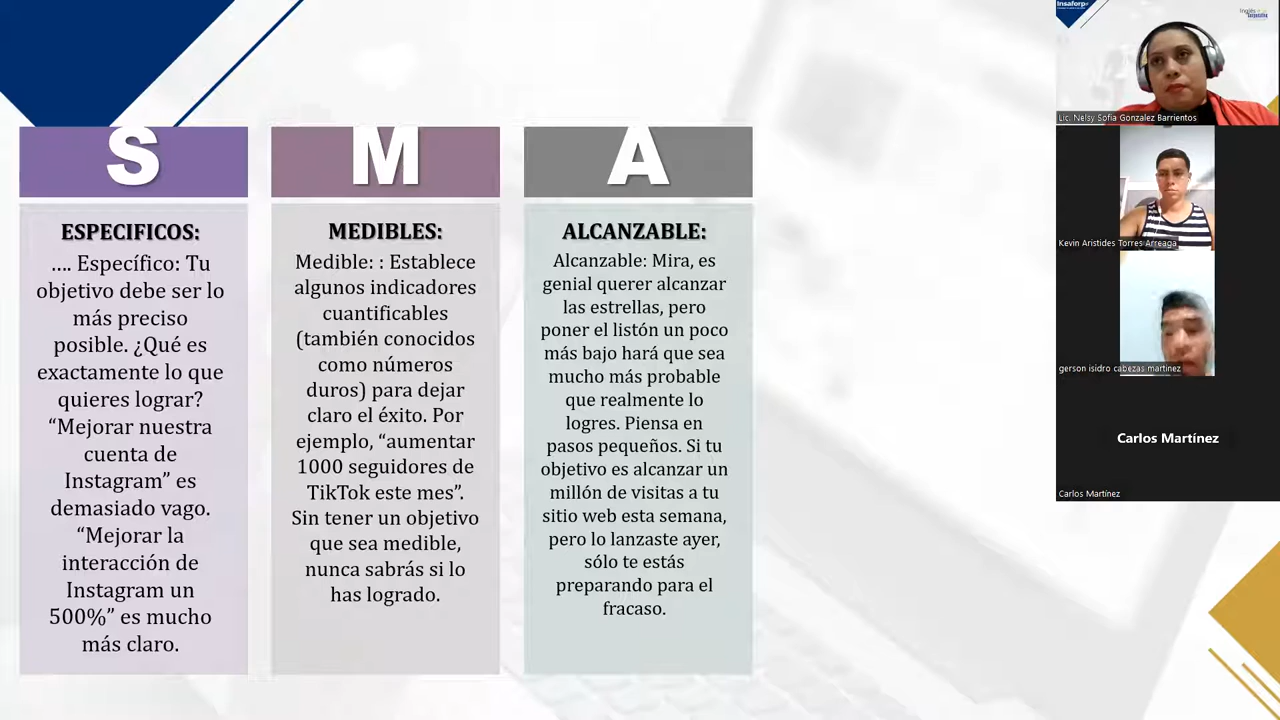 S
ESPECIFICOS:
.... Específico: Tu
objetivo debe ser lo
más preciso
posible. ¿Qué es
exactamente lo que
quieres lograr?
“Mejorar nuestra
cuenta de
Instagram” es
demasiado vago.
“Mejorar la
interacción de
Instagram un
500%” es mucho
más claro.
M
MEDIBLES:
Medible: : Establece
algunos indicadores
cuantificables
(también conocidos
como números
duros) para dejar
claro el éxito. Por
ejemplo, “aumentar
1000 seguidores de
TikTok este mes”.
Sin tener un objetivo
que sea medible,
nunca sabrás si lo
has logrado.
A
ALCANZABLE:
Alcanzable: Mira, es
genial querer alcanzar
las estrellas, pero
poner el listón un poco
más bajo hará que sea
mucho más probable
que realmente lo
logres. Piensa en
pasos pequeños. Si tu
objetivo es alcanzar un
millón de visitas a tu
sitio web esta semana,
pero lo lanzaste ayer,
sólo te estás
preparando para el
fracaso.
Insaforp
Inglés
Lic. Nelsy Sofia Gonzalez Barrientos
Kevin Aristides Torres Arreaga
gerson isidro cabezas martinez
Carlos Martínez
Carlos Martínez